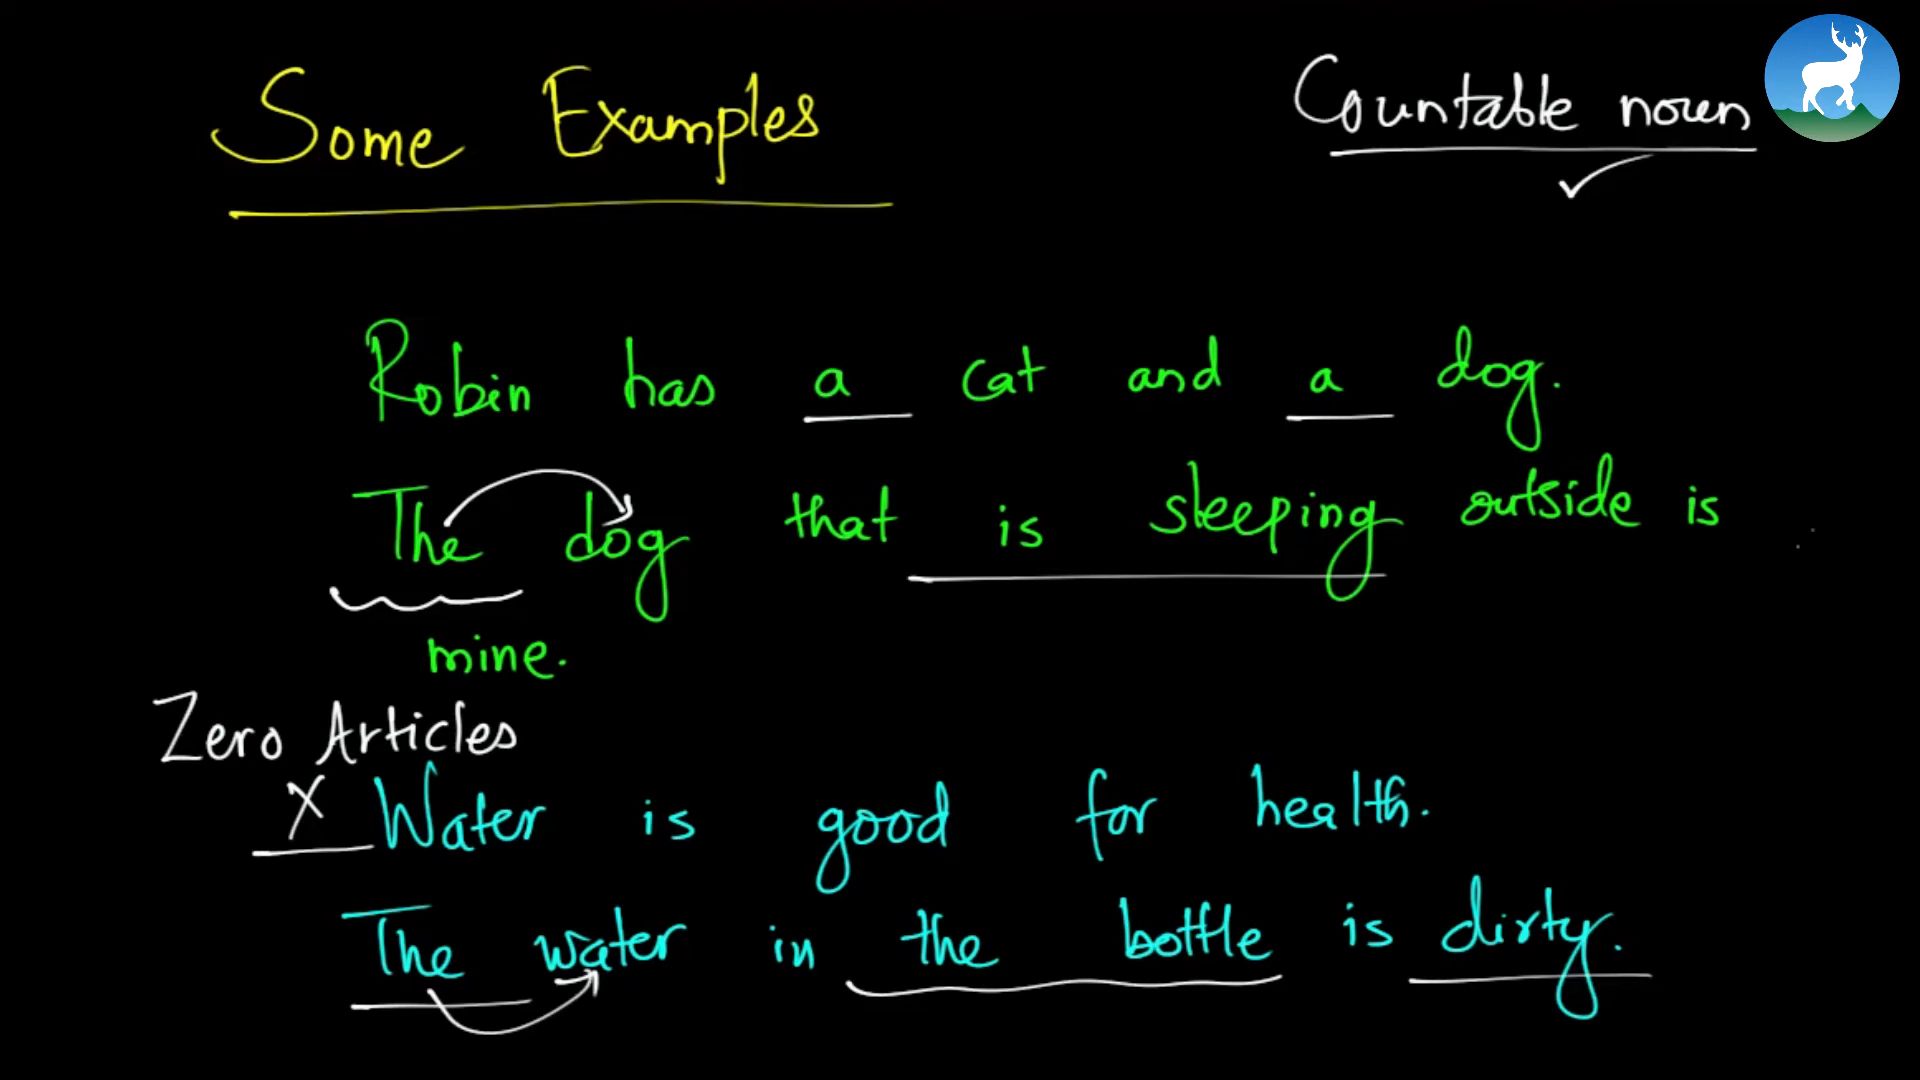 Some Examples
Countable noun
Robin has a cat and a dog.
The dog that is sleeping outside is
mine.
Zero Articles
X Water is good for health.
The water in the bottle is dirty.